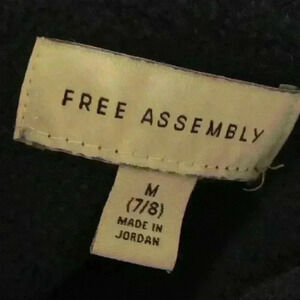 FREE ASSEMBLY
M
(7/8)
MADE IN
JORDAN